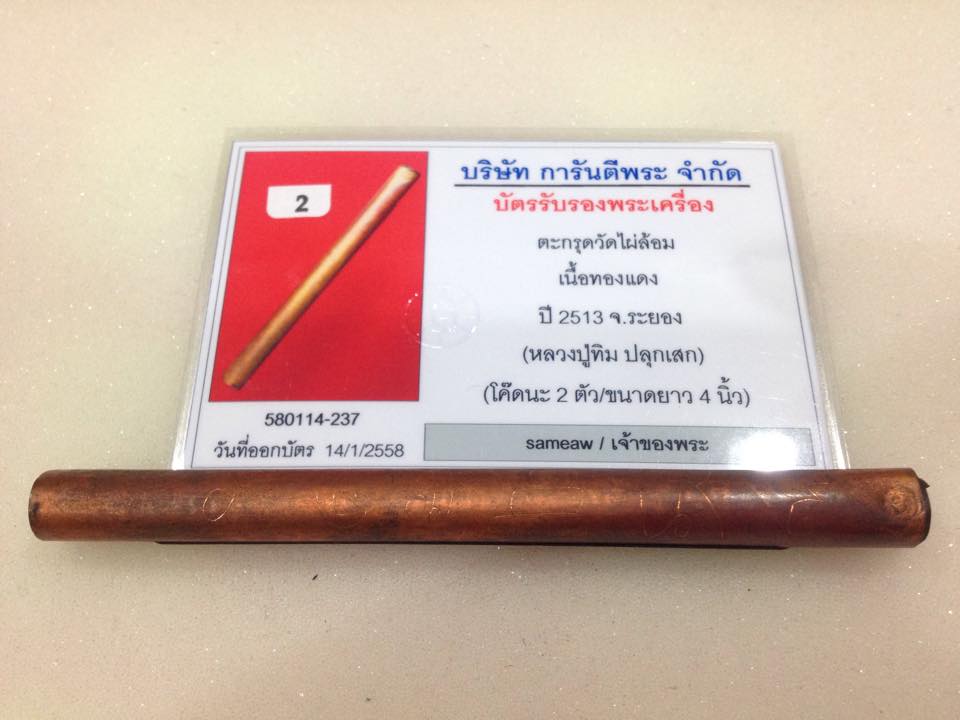 2
บริษัท การันตีพระ จำกัด
บัตรรับรองพระเครื่อง
ตะกรุดวัดไผ่ล้อม
เนื้อทองแดง
ปี 2513 จ.ระยอง
(หลวงปู่ทิม ปลุกเสก)
(โค๊ดนะ 2 ตัว/ขนาดยาว 4 นิ้ว)
580114-237
วันที่ออกบัตร 14/1/2558
sameaw / เจ้าของพระ